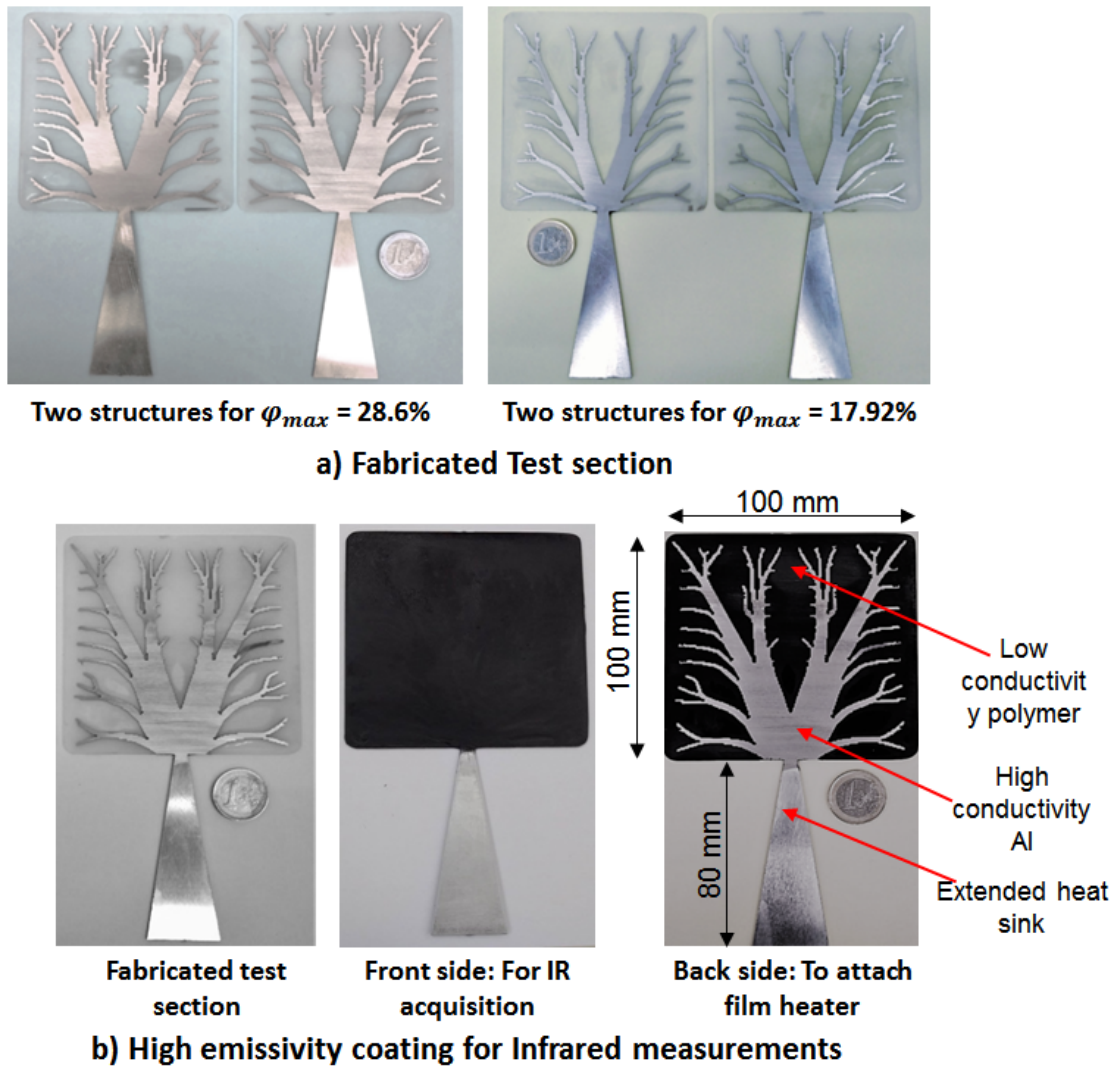 Two structures for φmax = 28.6%
Two structures for φmax = 17.92%
a) Fabricated Test section
100 mm
100 mm
80 mm
Low
conductivit
y polymer
High
conductivity
Al
Extended heat
sink
Fabricated test
section
Front side: For IR
acquisition
Back side: To attach
film heater
b) High emissivity coating for Infrared measurements